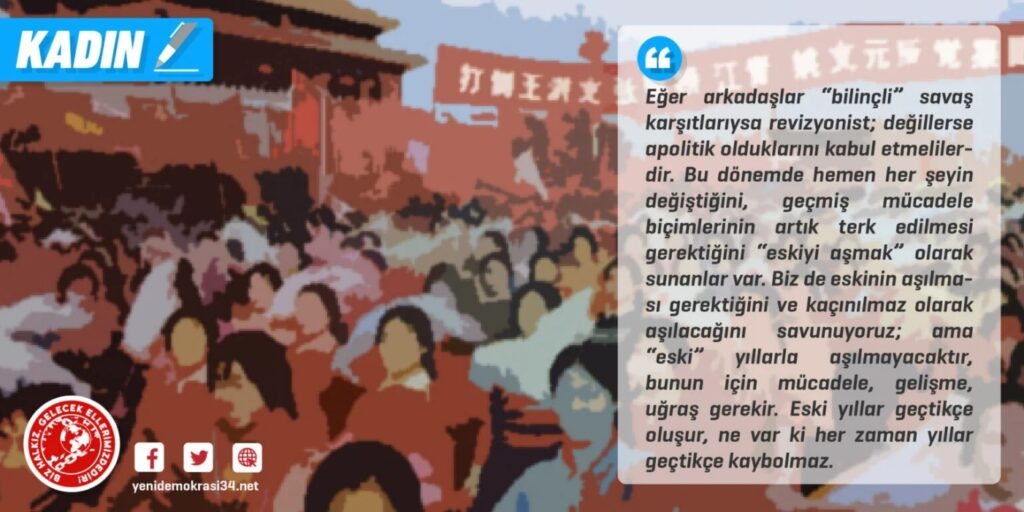 KADIN
打倒王洪文 江青 姚文元反党集
“Eğer arkadaşlar “bilinçli” savaş
karşıtlarıysa revizyonist; değillerse
apolitik olduklarını kabul etmeliler-
dir. Bu dönemde hemen her şeyin
değiştiğini, geçmiş mücadele
biçimlerinin artık terk edilmesi
gerektiğini “eskiyi aşmak” olarak
sunanlar var. Biz de eskinin aşılma-
sı gerektiğini ve kaçınılmaz olarak
aşılacağını savunuyoruz; ama
“eski” yıllarla aşılmayacaktır,
bunun için mücadele, gelişme,
uğraş gerekir. Eski yıllar geçtikçe
oluşur, ne var ki her zaman yıllar
geçtikçe kaybolmaz.
BİZ HALKIZ, GELECEK ELLERİMİZDEDİR!
yenidemokrasi34.net